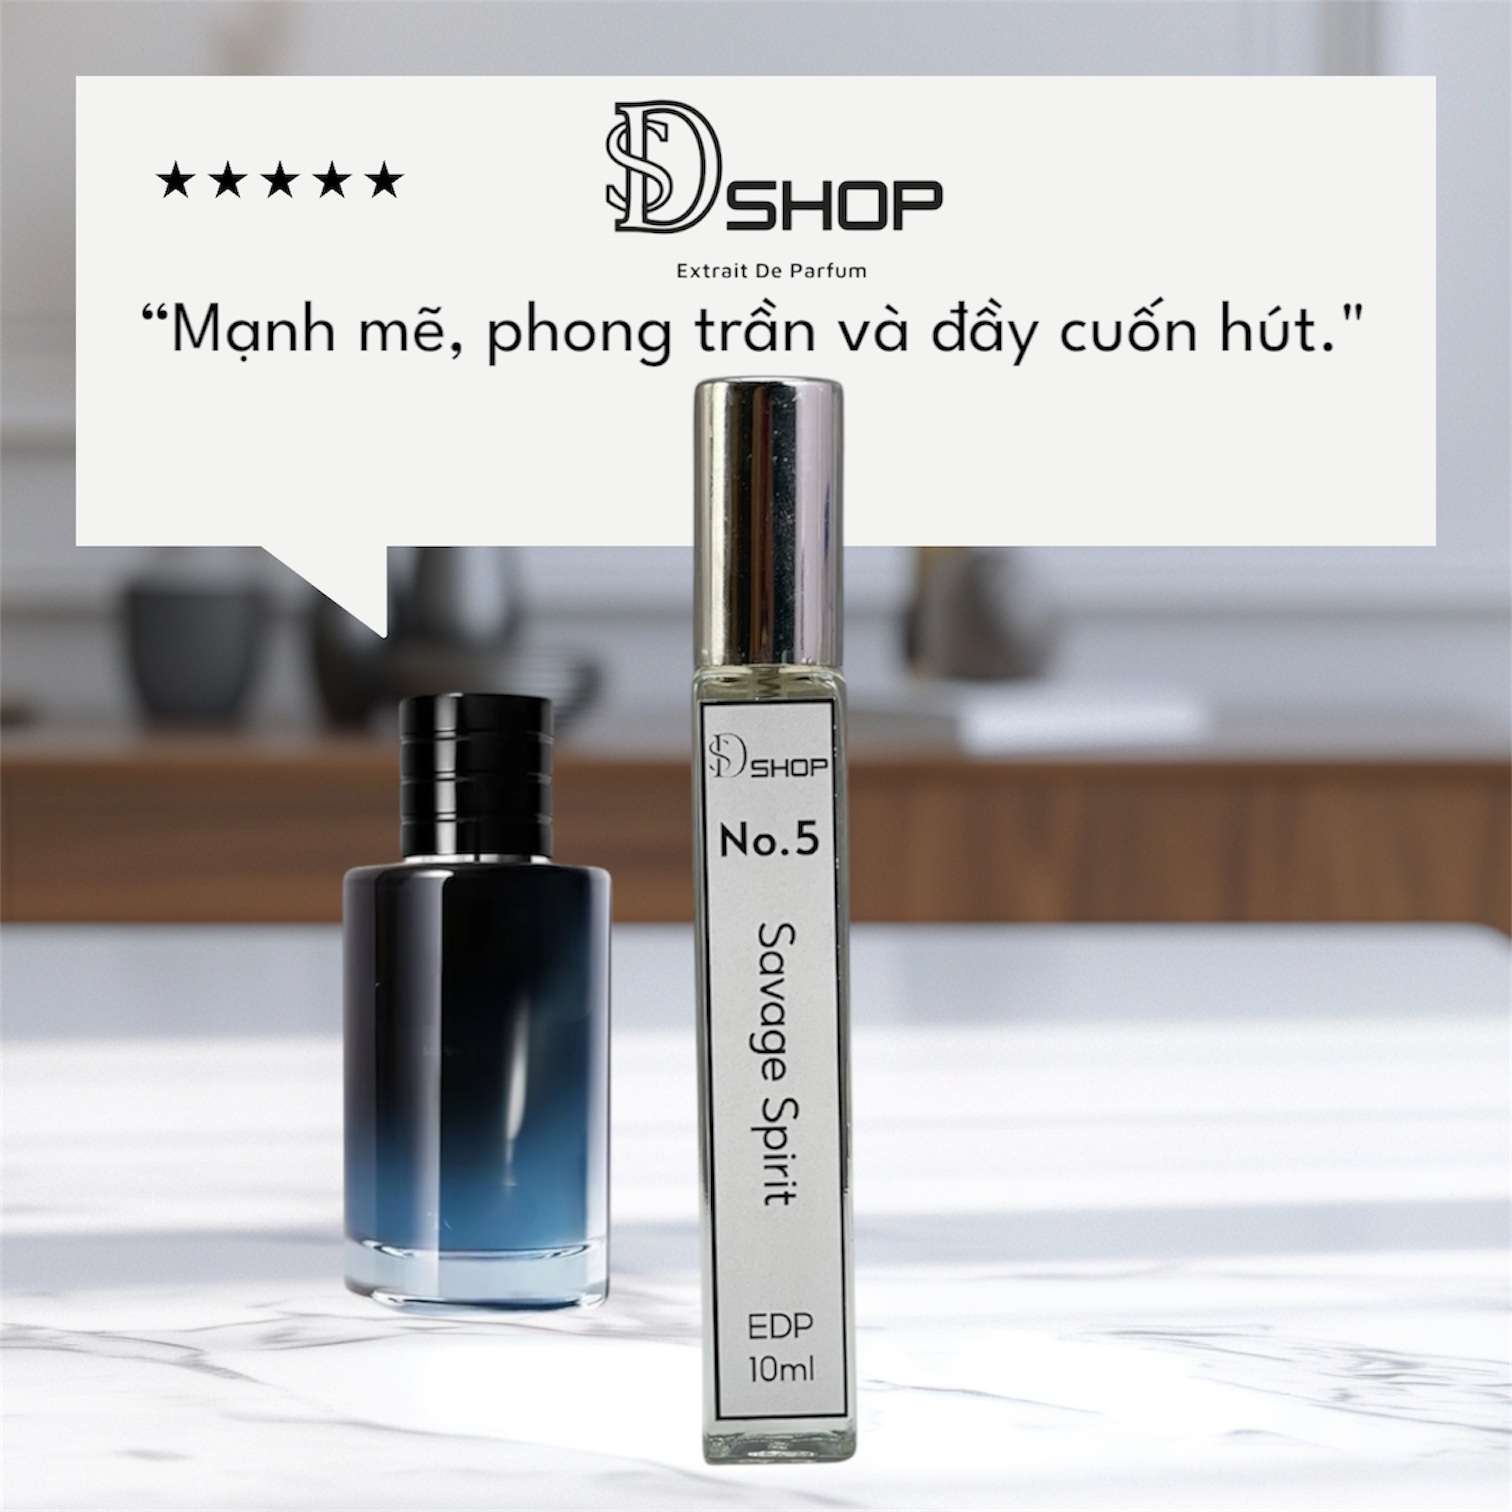 ★★★★★
SD SHOP
Extrait De Parfum
“Mạnh mẽ, phong trần và đầy cuốn hút."
SD SHOP
No.5
Savage Spirit
EDP
10ml